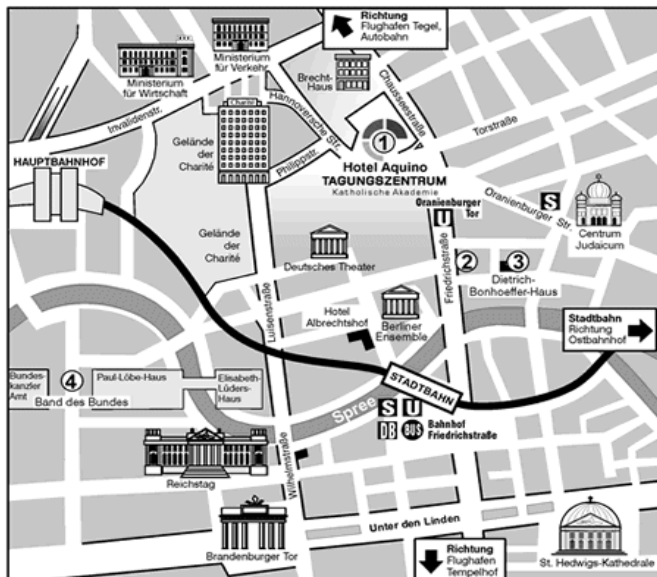 Richtung
Flughafen Tegel,
Autobahn
Ministerium
für Verkehr
Ministerium
für Wirtschaft
Brecht-
Haus
Chausseestraße
Hannoversche Str.
Invalidenstr.
Charité
Torstraße
Gelände
der
Charité
Philippstr.
1
Hotel Aquino
TAGUNGSZENTRUM
Katholische Akademie
HAUPTBAHNHOF
Oranienburger
Tor
U
Oranienburger Str.
S
Centrum
Judaicum
Gelände
der
Charité
Deutsches Theater
Friedrichstraße
2
3
Dietrich-
Bonhoeffer-Haus
Luisenstraße
Hotel
Albrechtshof
Berliner
Ensemble
Stadtbahn
Richtung
Ostbahnhof
Bundes-
kanzler
Amt
4
Band des Bundes
Paul-Löbe-Haus
Elisabeth-
Lüders-
Haus
STADTBAHN
Spree
S U
DB BUS
Bahnhof
Friedrichstraße
Reichstag
Wilhelmstraße
Unter den Linden
Brandenburger Tor
Richtung
Flughafen
Tempelhof
St. Hedwigs-Kathedrale